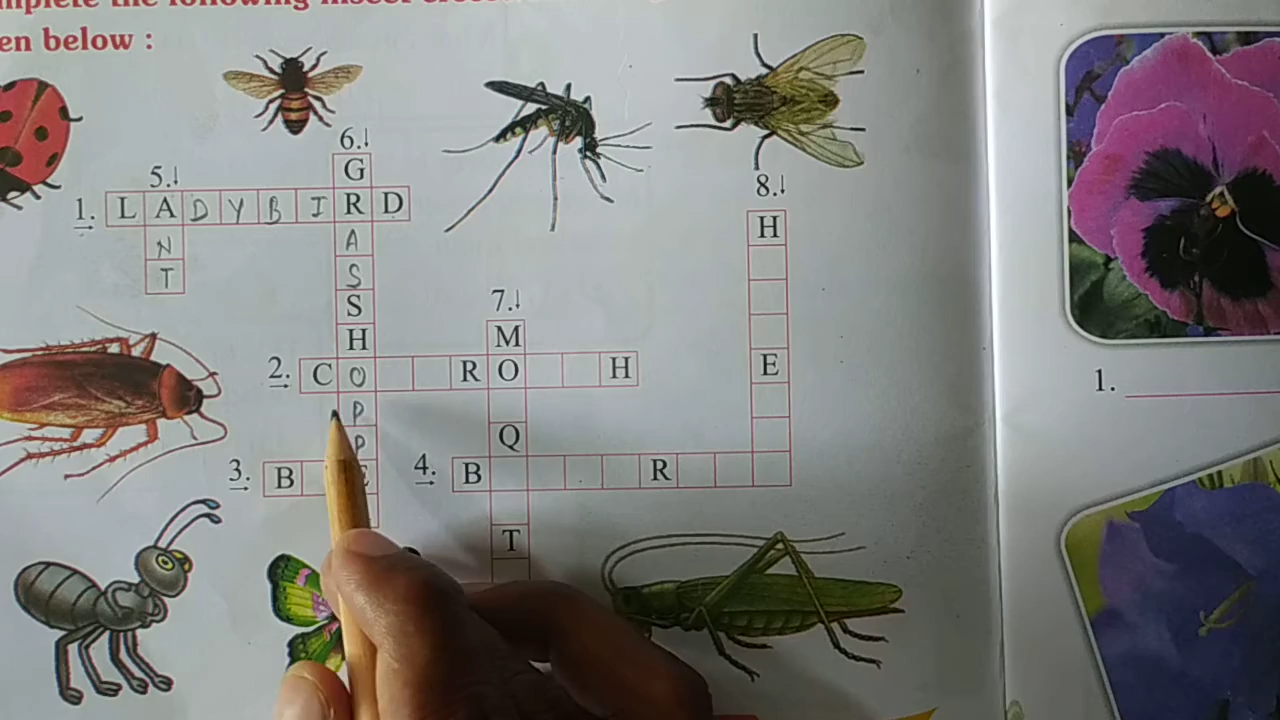 en below :
6.↓
G
5.↓
8.↓
1. L A D Y B I R D
H
N
A
T
S
7.↓
S
M
H
2. C O R O H
E
1.
P
Q
P
3. B E
4. B R
T